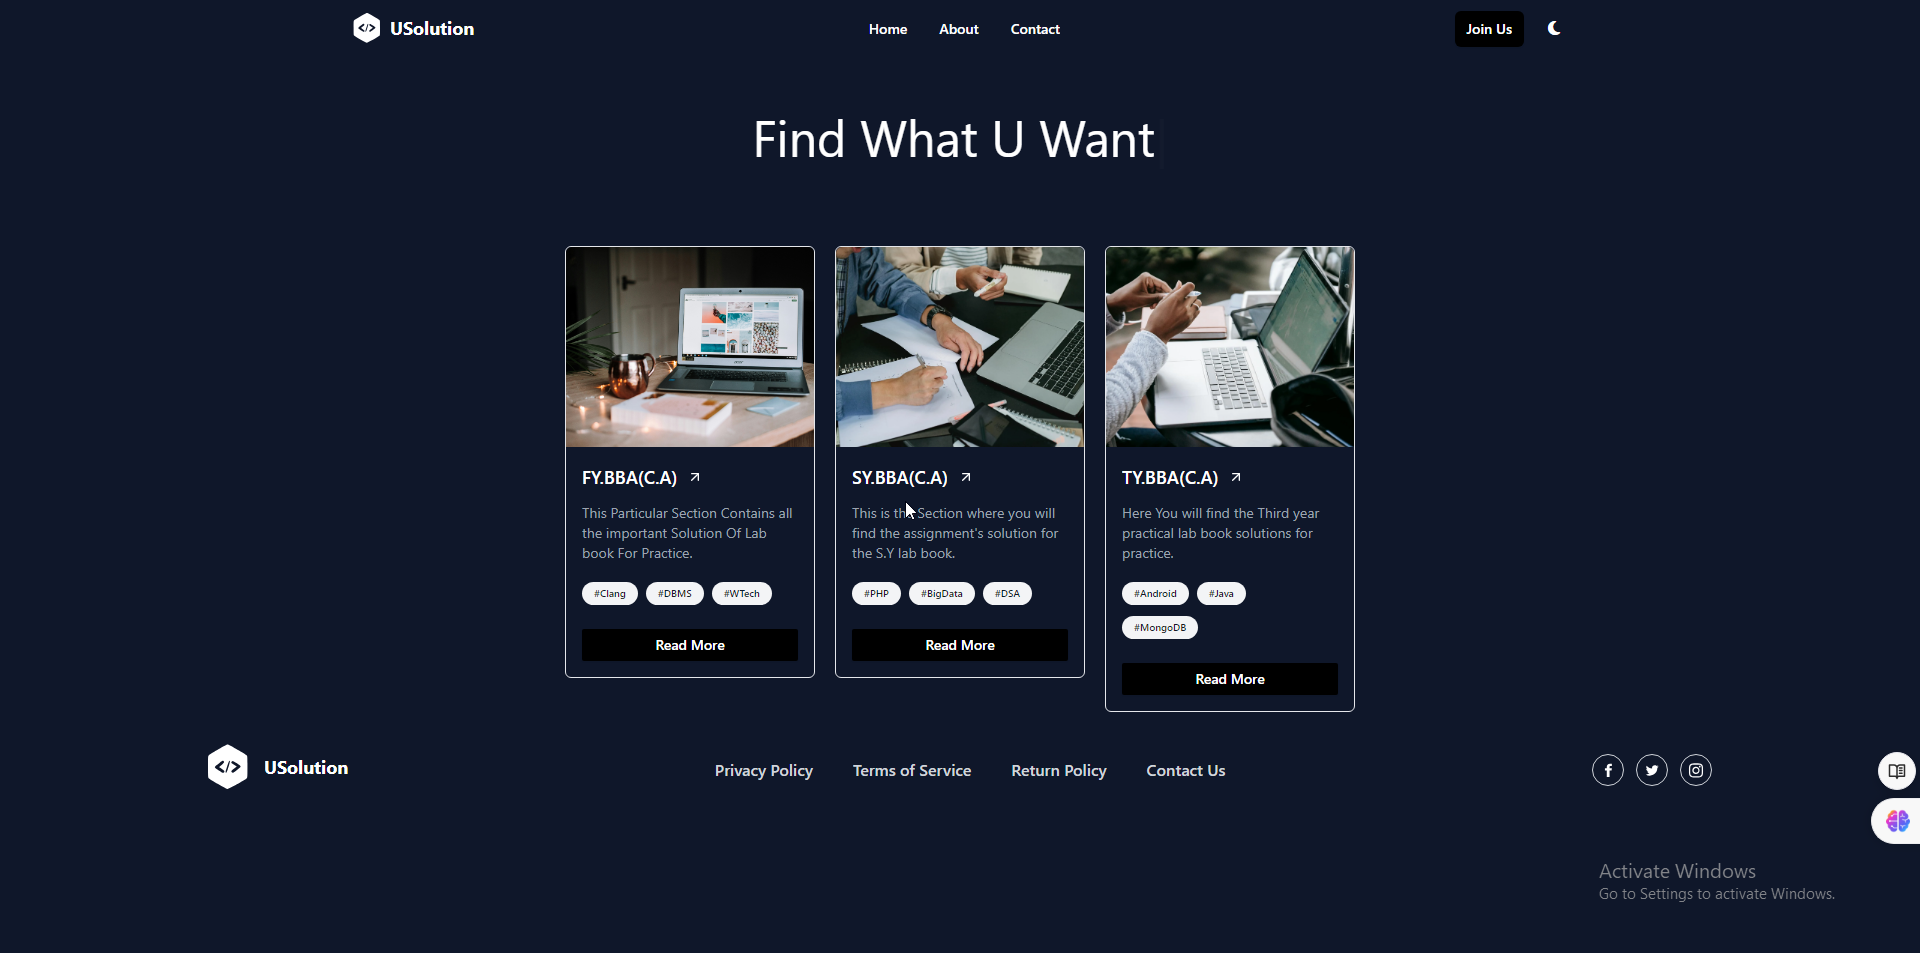 USolution
Home
About
Contact
Join Us
Find What U Want
FY.BBA(C.A)
This Particular Section Contains all
the important Solution Of Lab
book For Practice.
#Clang
#DBMS
#WTech
Read More
SY.BBA(C.A)
This is the Section where you will
find the assignment's solution for
the S.Y lab book.
#PHP
#BigData
#DSA
Read More
TY.BBA(C.A)
Here You will find the Third year
practical lab book solutions for
practice.
#Android
#Java
#MongoDB
Read More
USolution
Privacy Policy
Terms of Service
Return Policy
Contact Us
Activate Windows
Go to Settings to activate Windows.